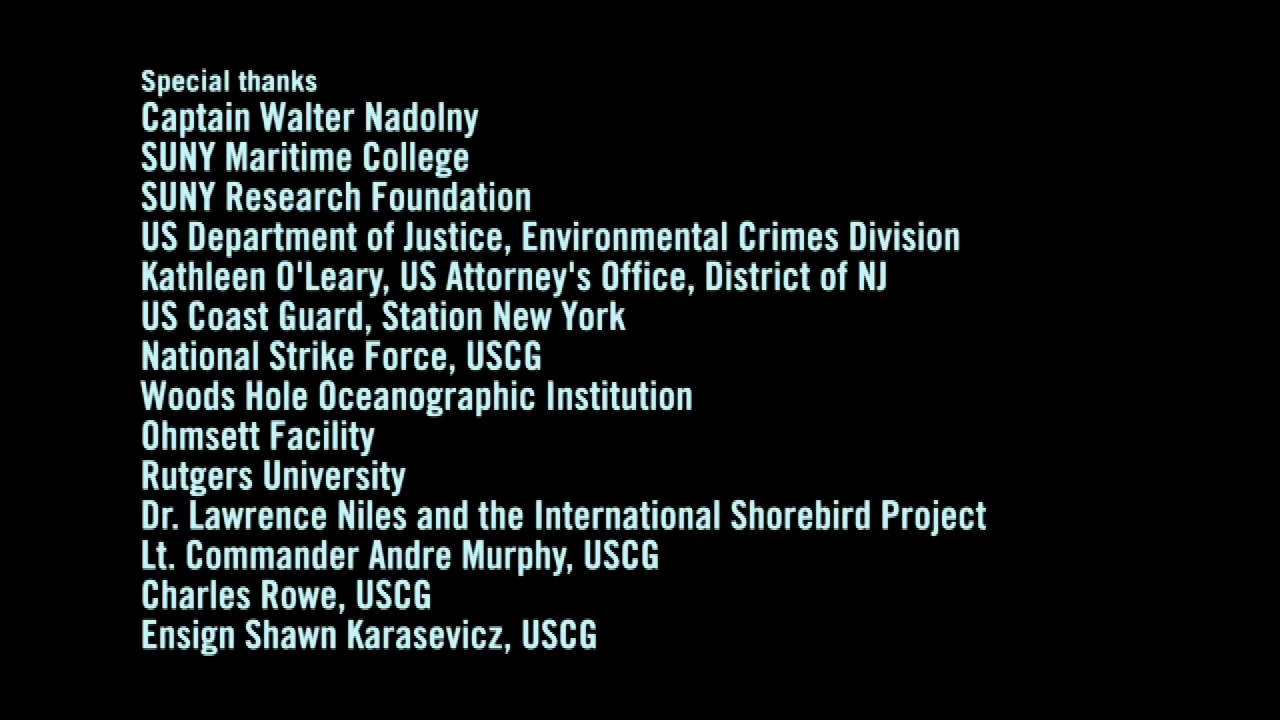 Special thanks
Captain Walter Nadolny
SUNY Maritime College
SUNY Research Foundation
US Department of Justice, Environmental Crimes Division
Kathleen O'Leary, US Attorney's Office, District of NJ
US Coast Guard, Station New York
National Strike Force, USCG
Woods Hole Oceanographic Institution
Ohmsett Facility
Rutgers University
Dr. Lawrence Niles and the International Shorebird Project
Lt. Commander Andre Murphy, USCG
Charles Rowe, USCG
Ensign Shawn Karasevicz, USCG